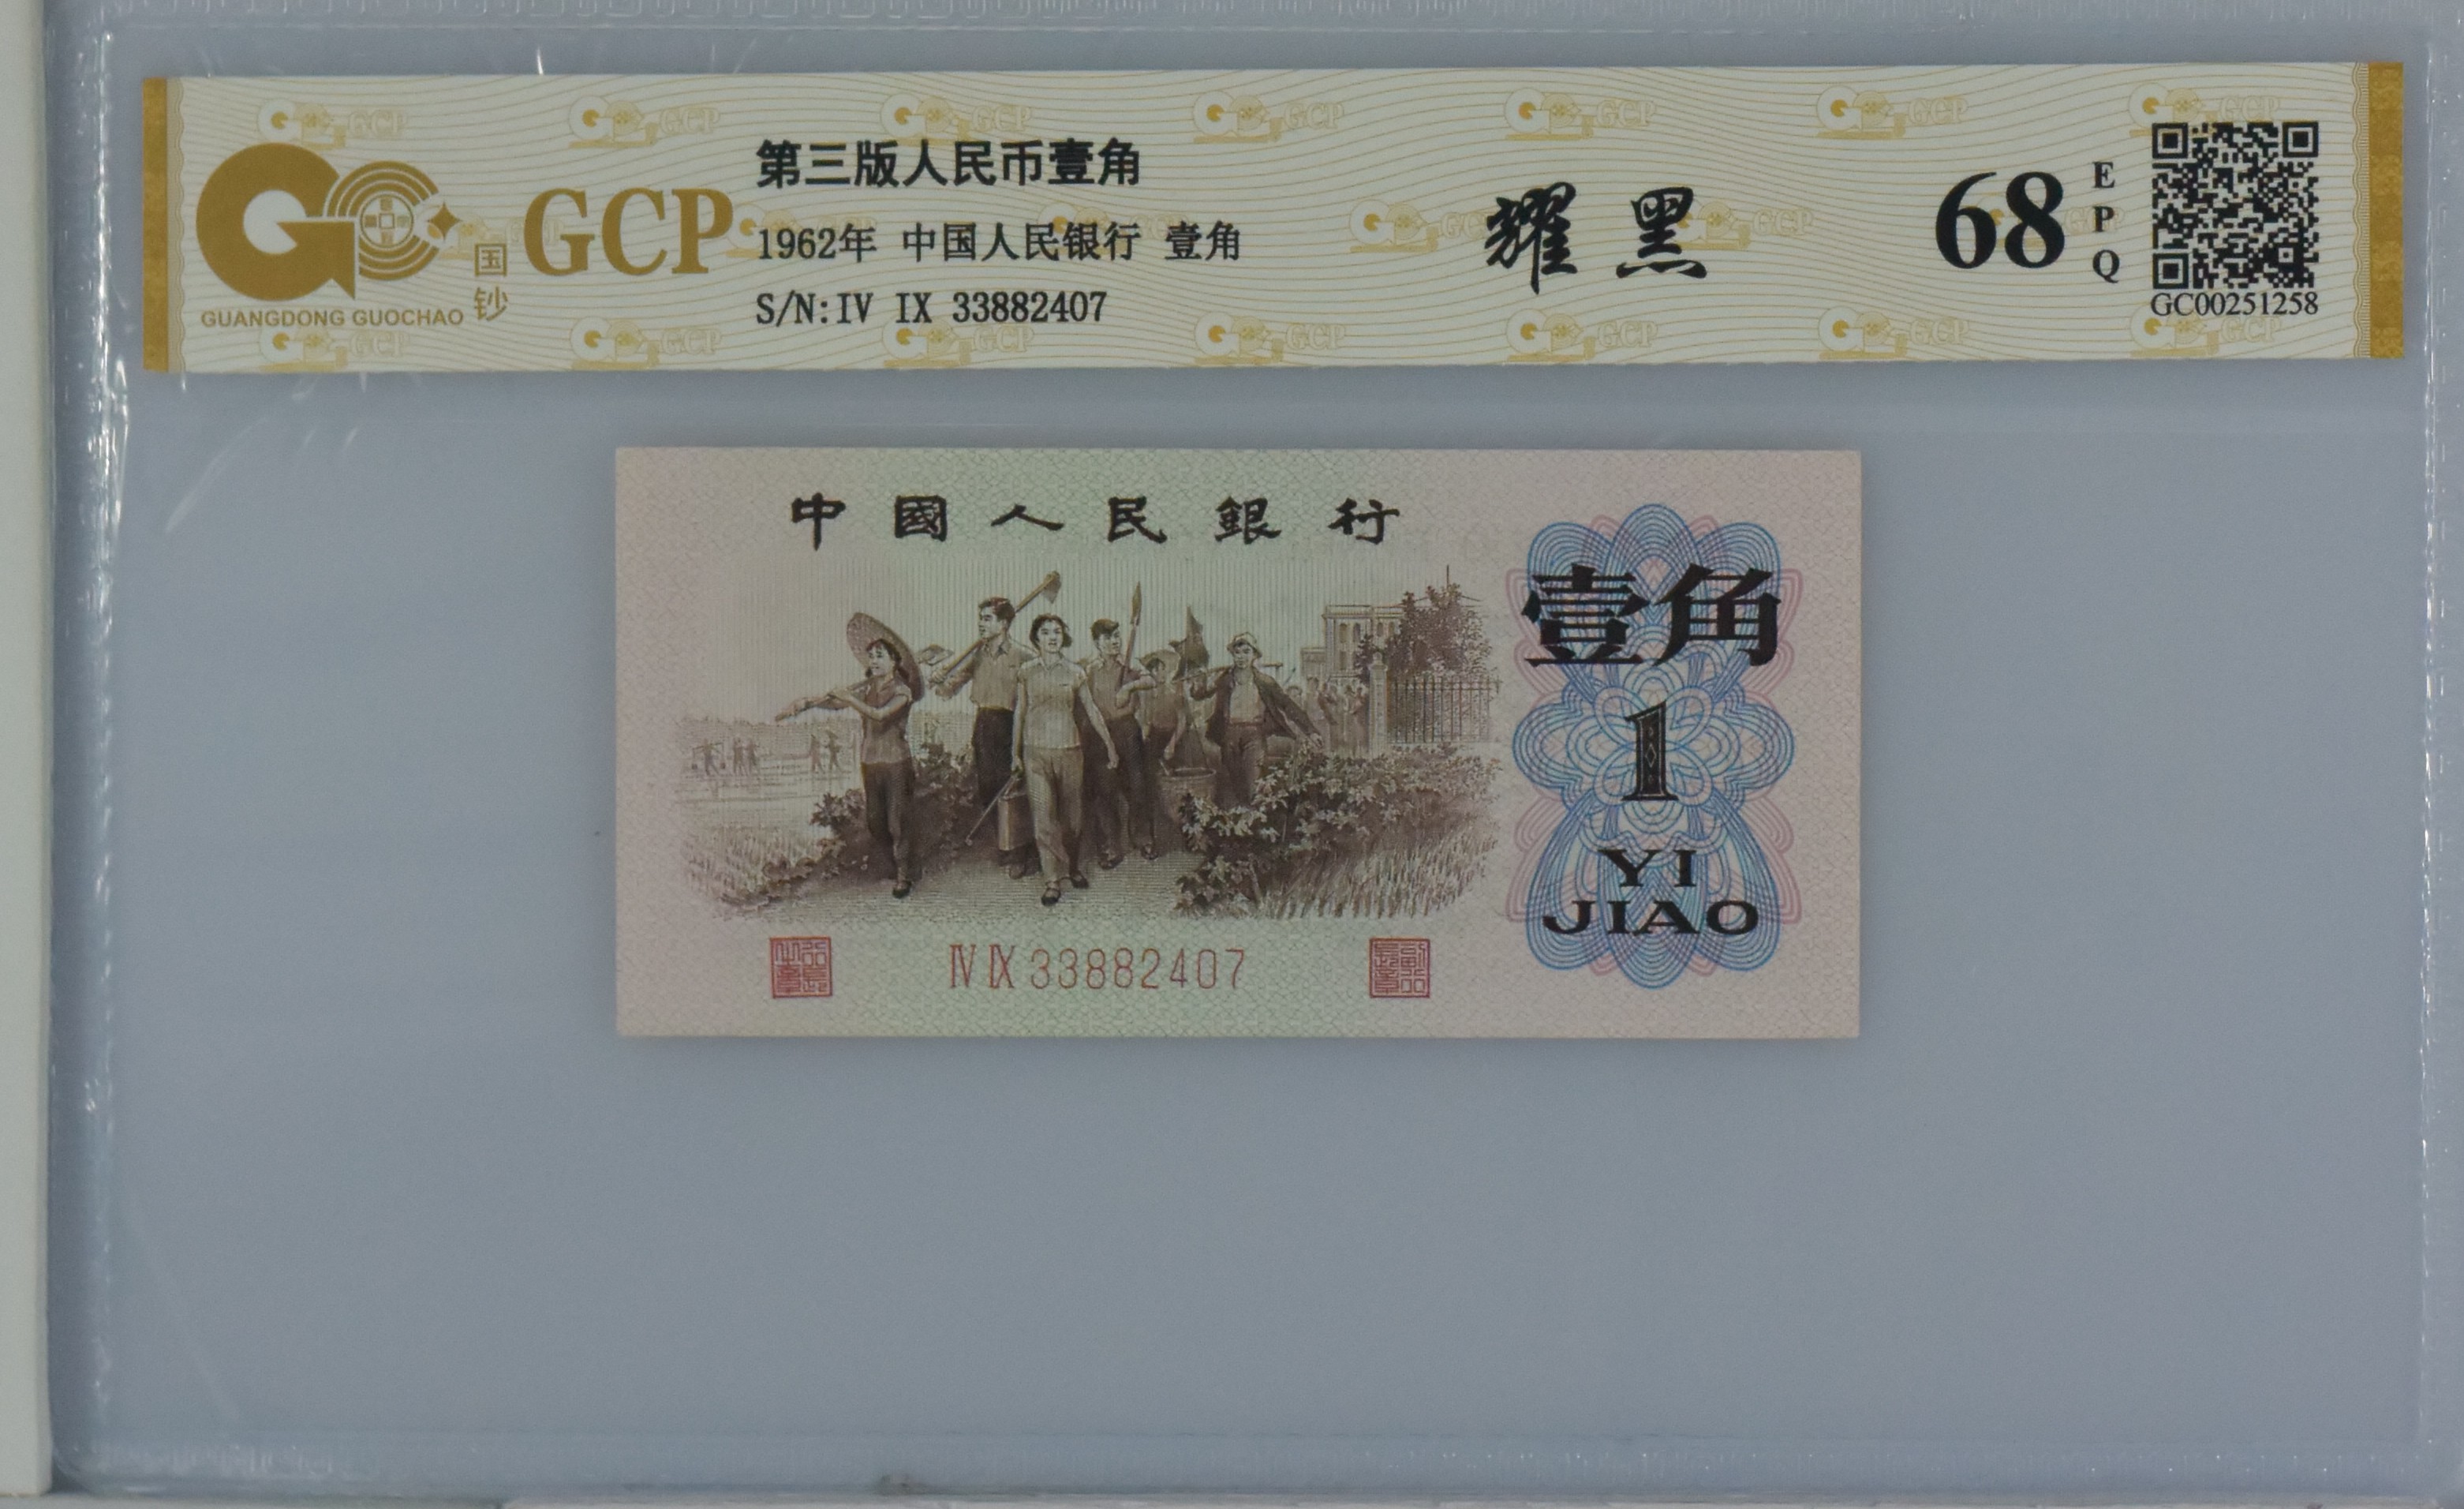 GCP
国钞
GUANGDONG GUOCHAO
第三版人民币壹角
1962年 中国人民银行 壹角
S/N:IV IX 33882407
耀黑
68
EPQ
GC00251258
中國人民銀行
壹角
1
YI
JIAO
IV IX 33882407